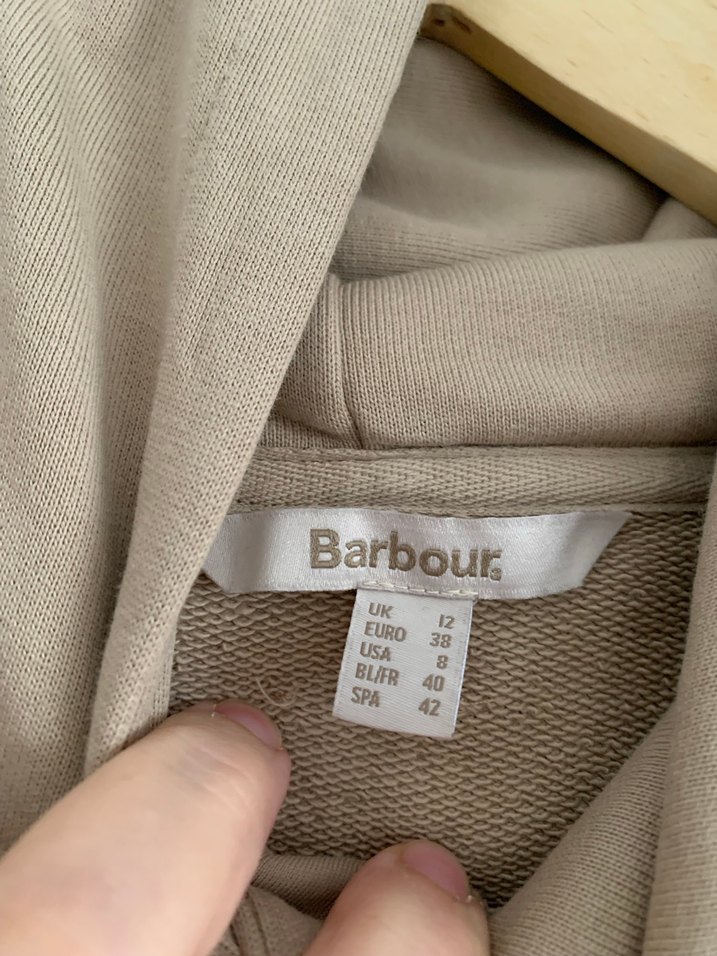 Barbour
UK 12
EURO 38
USA 8
BL/FR 40
SPA 42